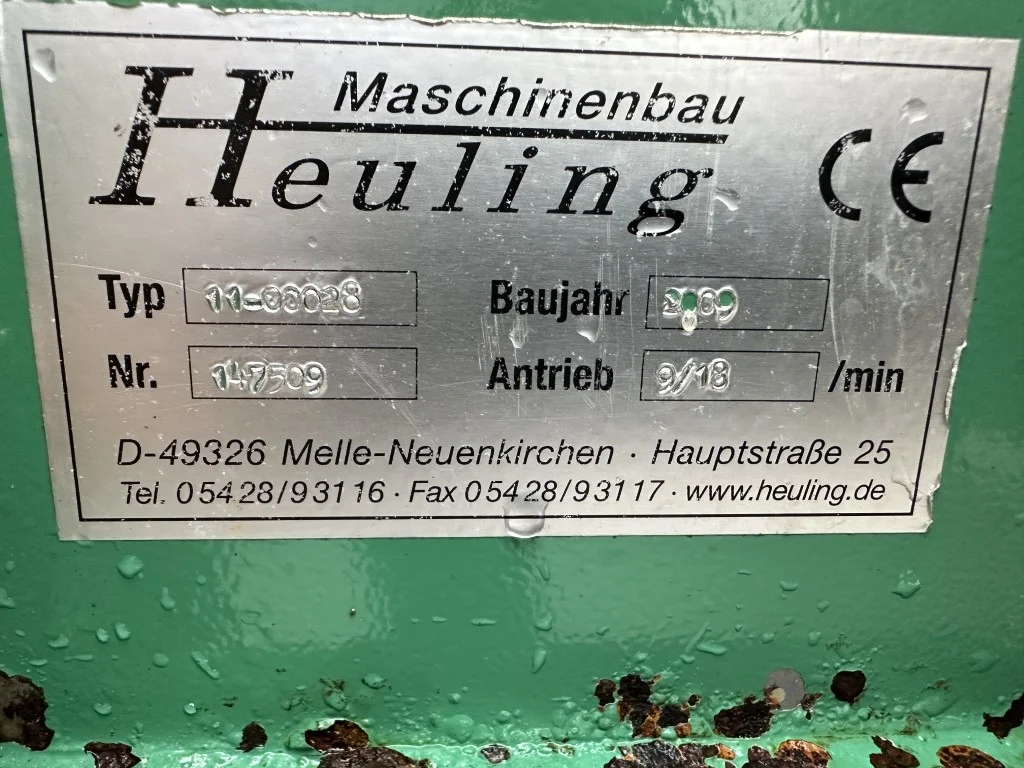 Maschinenbau
Heuling
CE
Typ 11-00028 Baujahr 2009
Nr. 147509 Antrieb 9/18 /min
D-49326 Melle-Neuenkirchen · Hauptstraße 25
Tel. 05428/93116 · Fax 05428/93117 · www.heuling.de